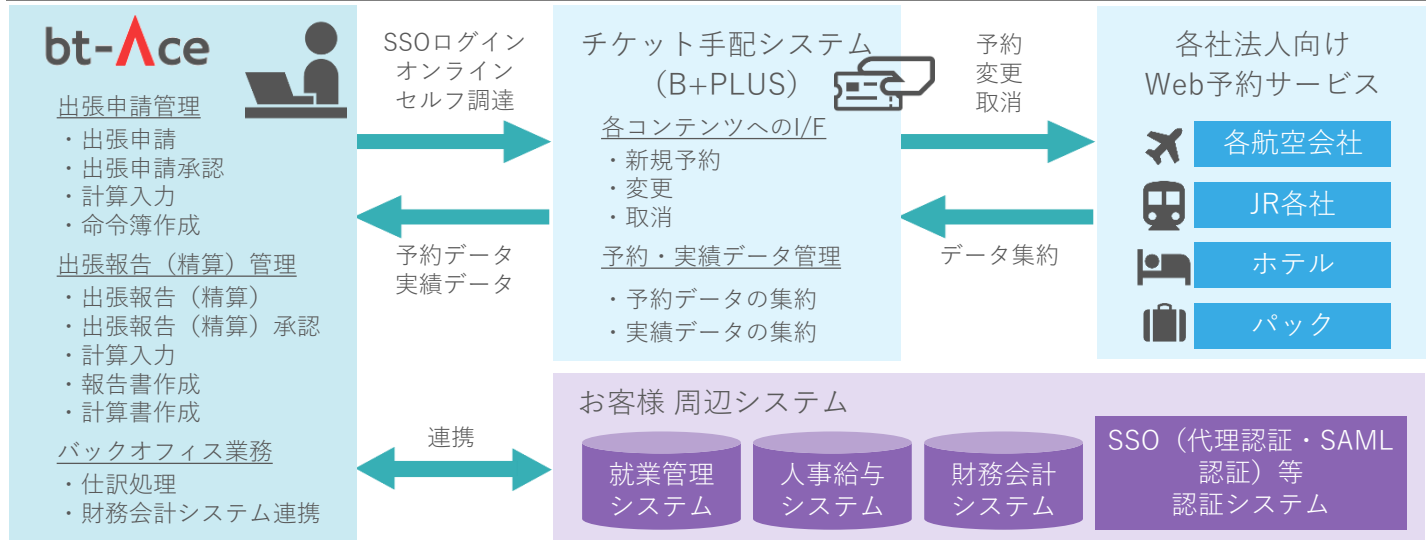 bt-Ace
出張申請管理
・出張申請
・出張申請承認
・計算入力
・命令簿作成
出張報告（精算）管理
・出張報告（精算）
・出張報告（精算）承認
・計算入力
・報告書作成
・計算書作成
バックオフィス業務
・仕訳処理
・財務会計システム連携
SSOログイン
オンライン
セルフ調達
予約データ
実績データ
連携
チケット手配システム
（B+PLUS）
各コンテンツへのI/F
・新規予約
・変更
・取消
予約・実績データ管理
・予約データの集約
・実績データの集約
予約
変更
取消
データ集約
各社法人向け
Web予約サービス
各航空会社
JR各社
ホテル
パック
お客様 周辺システム
就業管理
システム
人事給与
システム
財務会計
システム
SSO（代理認証・SAML
認証）等
認証システム